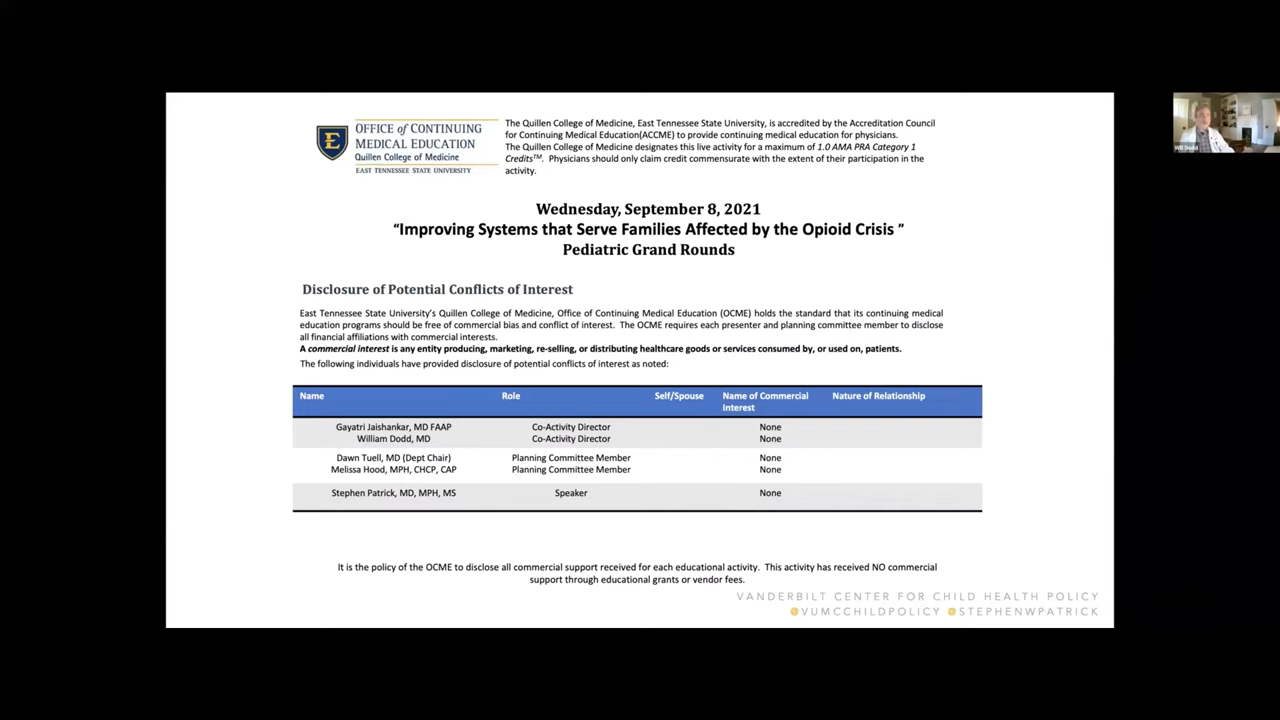 OFFICE of CONTINUING
MEDICAL EDUCATION
Quillen College of Medicine
EAST TENNESSEE STATE UNIVERSITY
The Quillen College of Medicine, East Tennessee State University, is accredited by the Accreditation Council
for Continuing Medical Education(ACCME) to provide continuing medical education for physicians.
The Quillen College of Medicine designates this live activity for a maximum of 1.0 AMA PRA Category 1
Credits™. Physicians should only claim credit commensurate with the extent of their participation in the
activity.
Wednesday, September 8, 2021
“Improving Systems that Serve Families Affected by the Opioid Crisis ”
Pediatric Grand Rounds
Disclosure of Potential Conflicts of Interest
East Tennessee State University’s Quillen College of Medicine, Office of Continuing Medical Education (OCME) holds the standard that its continuing medical
education programs should be free of commercial bias and conflict of interest. The OCME requires each presenter and planning committee member to disclose
all financial affiliations with commercial interests.
A commercial interest is any entity producing, marketing, re-selling, or distributing healthcare goods or services consumed by, or used on, patients.
The following individuals have provided disclosure of potential conflicts of interest as noted:
Name Role Self/Spouse Name of Commercial Interest Nature of Relationship
Gayatri Jaishankar, MD FAAP Co-Activity Director None
William Dodd, MD Co-Activity Director None
Dawn Tuell, MD (Dept Chair) Planning Committee Member None
Melissa Hood, MPH, CHCP, CAP Planning Committee Member None
Stephen Patrick, MD, MPH, MS Speaker None
It is the policy of the OCME to disclose all commercial support received for each educational activity. This activity has received NO commercial
support through educational grants or vendor fees.
VANDERBILT CENTER FOR CHILD HEALTH POLICY
@VUMCCHILDPOLICY @STEPHENWPATRICK
Will Dodd